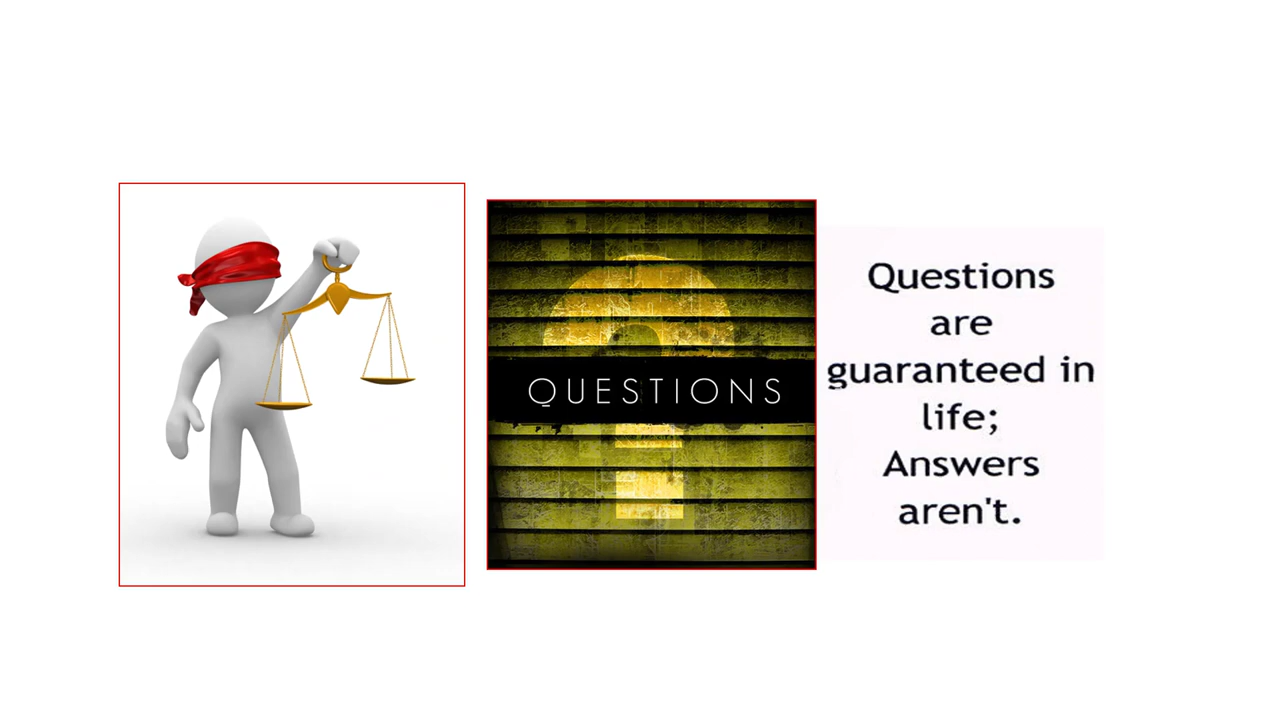 QUESTIONS
Questions
are
guaranteed in
life;
Answers
aren't.